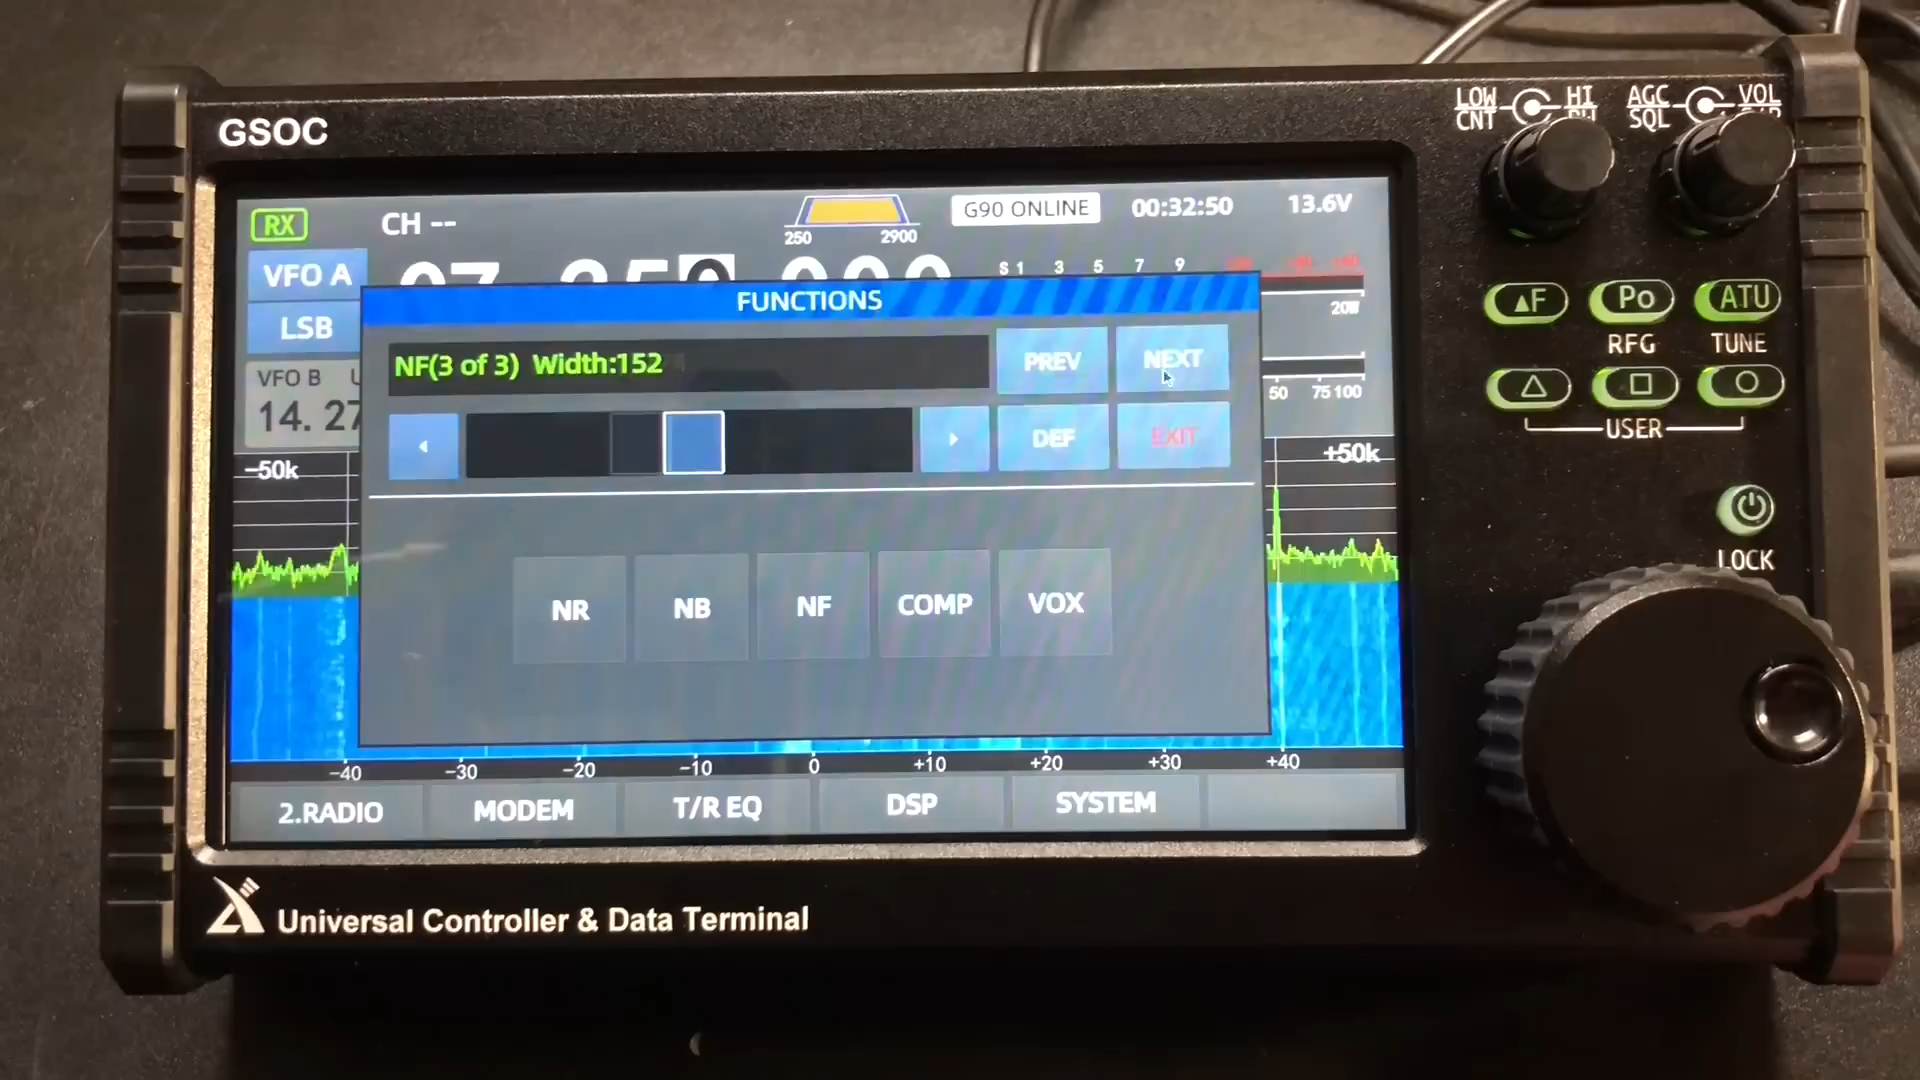 GSOC
LOW HI AGC VOL
CNT SQL
RX CH -- 250 2900 G90 ONLINE 00:32:50 13.6V
VFO A S 1 3 5 7 9
FUNCTIONS
20W
LSB
NF(3 of 3) Width:152 PREV NEXT
VFO B
14. 27
DEF EXIT
50 75 100
-50k +50k
NR NB NF COMP VOX
-40 -30 -20 -10 0 +10 +20 +30 +40
2.RADIO MODEM T/R EQ DSP SYSTEM
▲F Po ATU
RFG TUNE
△ □ ○
USER
LOCK
Universal Controller & Data Terminal